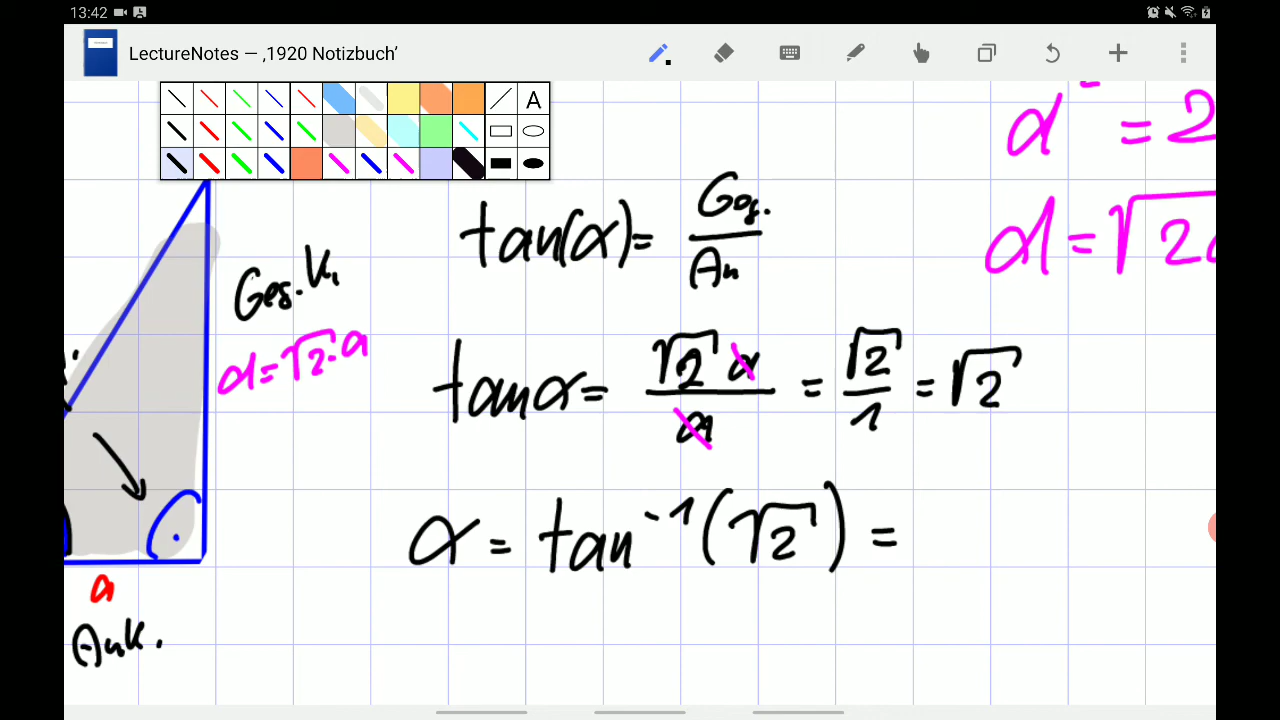 13:42
LectureNotes — ‚1920 Notizbuch’
A
d = 2
tan(α) = Geg. / An
d = √2
Geg. K.
d = √2 · a
tan α = √2 a / a = √2 / 1 = √2
α = tan⁻¹(√2) =
a
Ank.